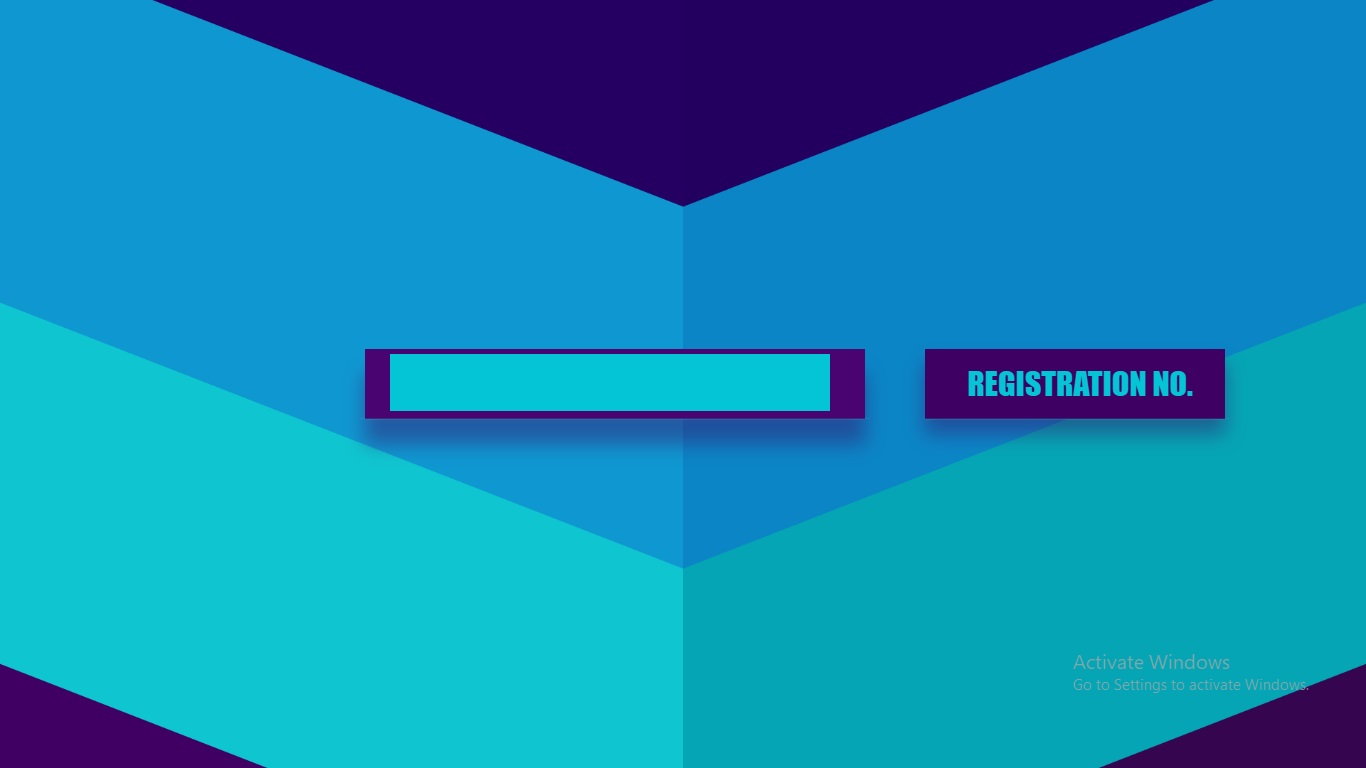 REGISTRATION NO.
Activate Windows
Go to Settings to activate Windows.